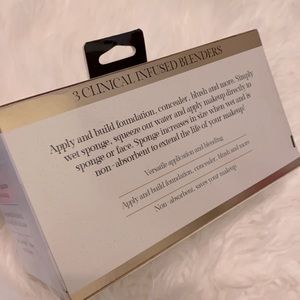 3 CLINICAL INFUSED BLENDERS
Apply and build foundation, concealer, blush and more. Simply
wet sponge, squeeze out water and apply makeup directly to
sponge or face. Sponge increases in size when wet and is
non-absorbent to extend the life of your makeup!
Versatile application and blending
Apply and build foundation, concealer, blush and more
Non-absorbent, saves your makeup